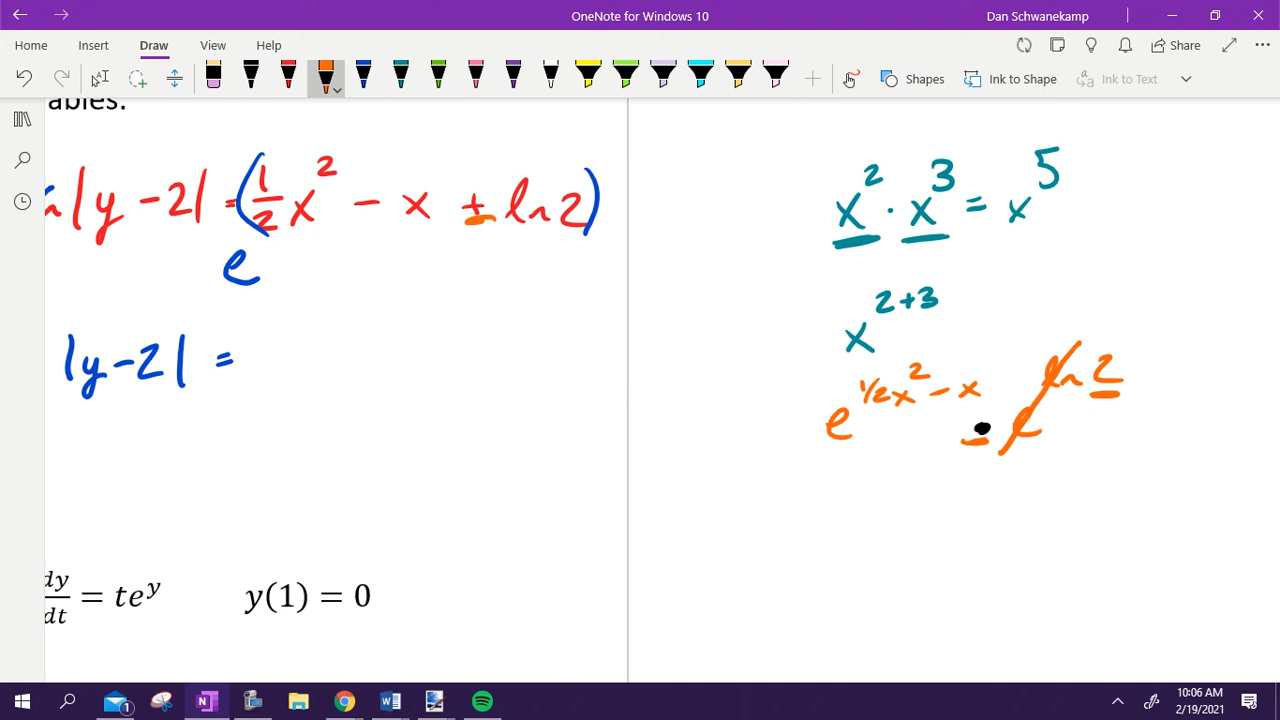 OneNote for Windows 10
Dan Schwanekamp
Home Insert Draw View Help
Share
Shapes
Ink to Shape
Ink to Text
ables:
n |y - 2| = (1/2 x² - x + ln 2)
e
|y - 2| =
x² · x³ = x⁵
x²⁺³
e^(1/2x² - x) · e^(ln 2)
dy/dt = te^y y(1) = 0
1
10:06 AM
2/19/2021